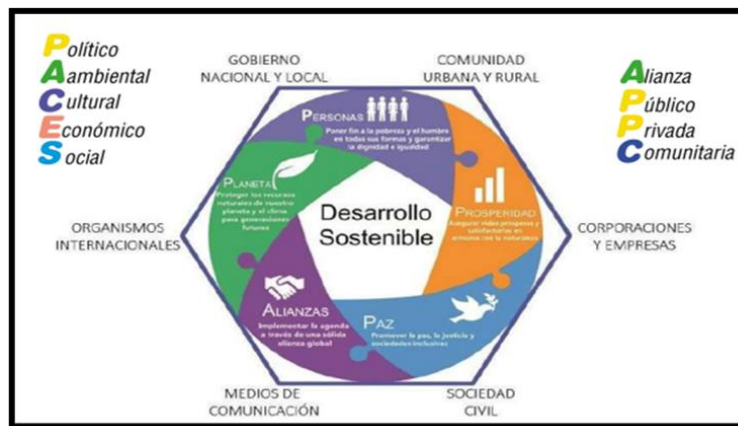 Político
Aambiental
Cultural
Económico
Social
GOBIERNO
NACIONAL Y LOCAL
COMUNIDAD
URBANA Y RURAL
Alianza
Público
Privada
Comunitaria
PERSONAS
Poner fin a la pobreza y el hambre
en todas sus formas y garantizar
la dignidad e igualdad
PLANETA
Proteger los recursos
naturales de nuestro
planeta y el clima
para generaciones
futuras
Desarrollo
Sostenible
PROSPERIDAD
Asegurar vidas prósperas y
satisfactorias en
armonía con la naturaleza
ORGANISMOS
INTERNACIONALES
CORPORACIONES
Y EMPRESAS
ALIANZAS
Implementar la agenda
a través de una sólida
alianza global
PAZ
Promover la paz, la justicia y
sociedades inclusivas
MEDIOS DE
COMUNICACIÓN
SOCIEDAD
CIVIL